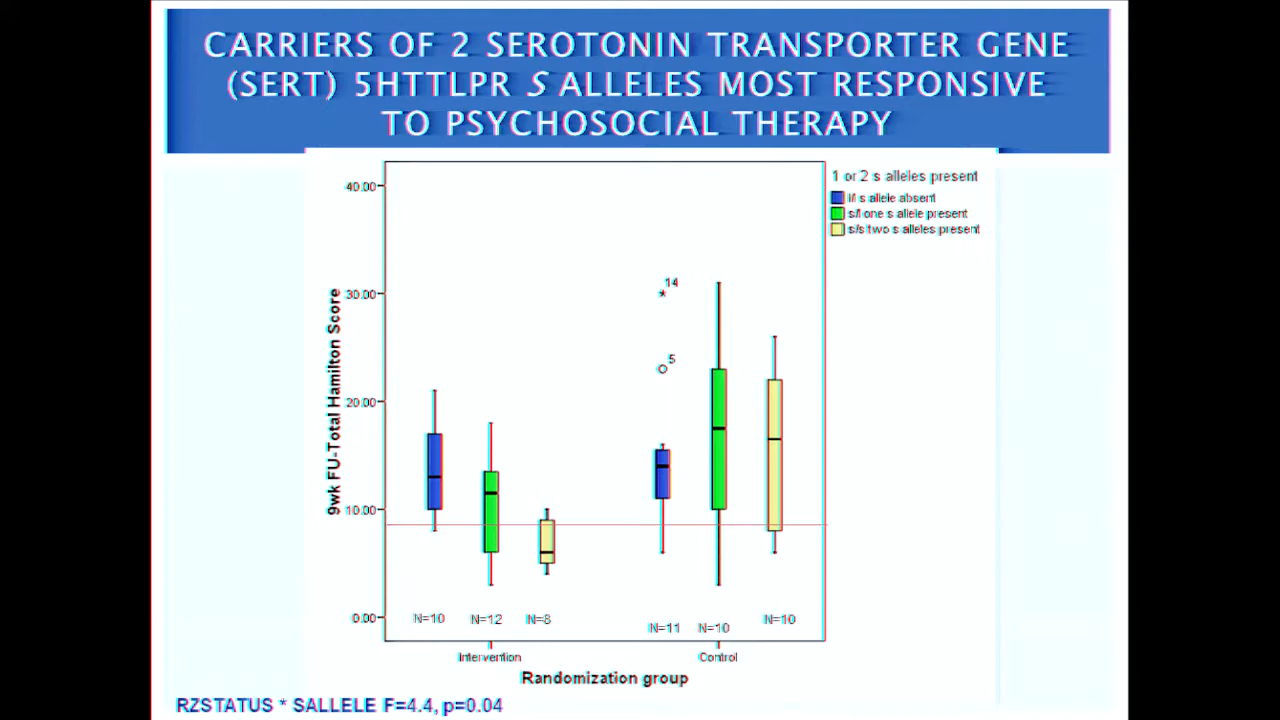 CARRIERS OF 2 SEROTONIN TRANSPORTER GENE
(SERT) 5HTTLPR S ALLELES MOST RESPONSIVE
TO PSYCHOSOCIAL THERAPY
1 or 2 s alleles present
l/l s allele absent
s/l one s allele present
s/s two s alleles present
9wk FU-Total Hamilton Score
40.00
30.00
20.00
10.00
0.00
14
5
N=10
N=12
N=8
N=11
N=10
N=10
Intervention
Control
Randomization group
RZSTATUS * SALLELE F=4.4, p=0.04